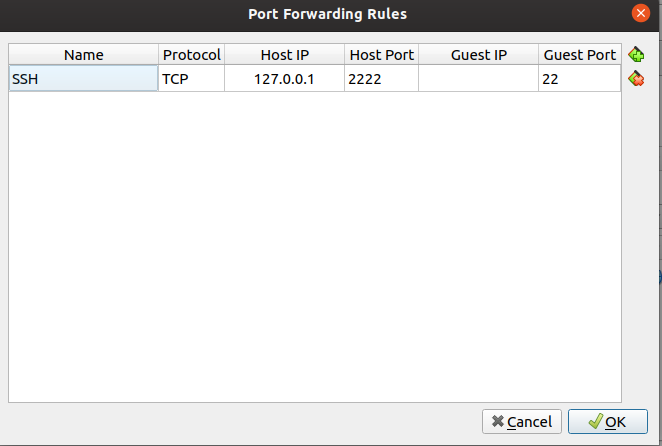 Port Forwarding Rules
Name Protocol Host IP Host Port Guest IP Guest Port
SSH TCP 127.0.0.1 2222 22
Cancel OK